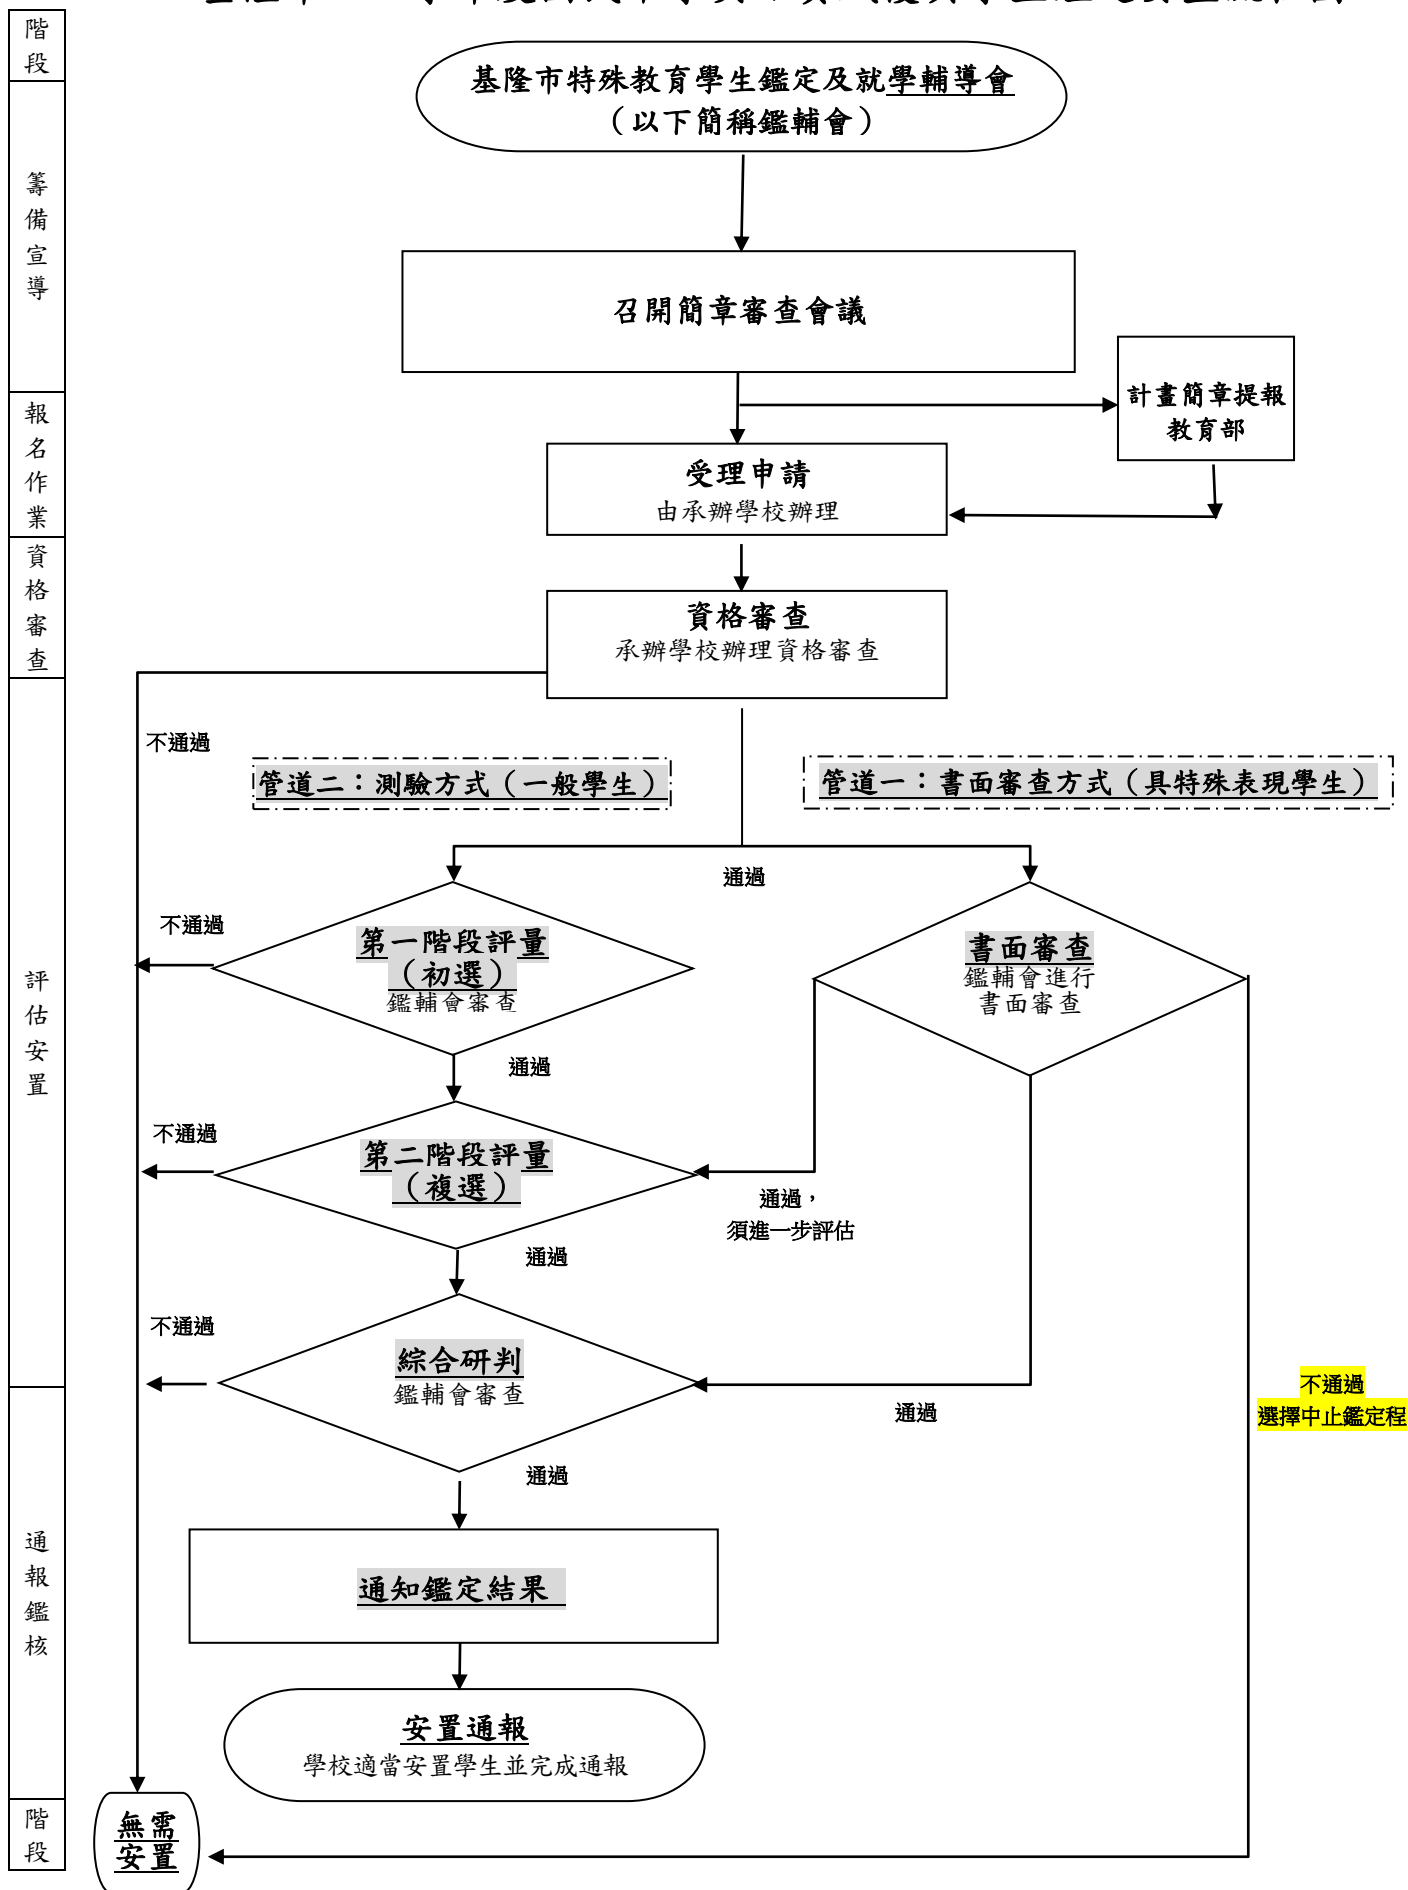 階
段
基隆市特殊教育學生鑑定及就學輔導會
（以下簡稱鑑輔會）
籌
備
宣
導
召開簡章審查會議
計畫簡章提報
教育部
報
名
作
業
受理申請
由承辦學校辦理
資
格
審
查
資格審查
承辦學校辦理資格審查
不通過
管道二：測驗方式（一般學生）
管道一：書面審查方式（具特殊表現學生）
通過
評
估
安
置
不通過
第一階段評量
（初選）
鑑輔會審查
書面審查
鑑輔會進行
書面審查
通過
不通過
第二階段評量
（複選）
通過，
須進一步評估
通過
不通過
綜合研判
鑑輔會審查
通過
不通過
選擇中止鑑定程
通過
通
報
鑑
核
通知鑑定結果
安置通報
學校適當安置學生並完成通報
階
段
無需
安置